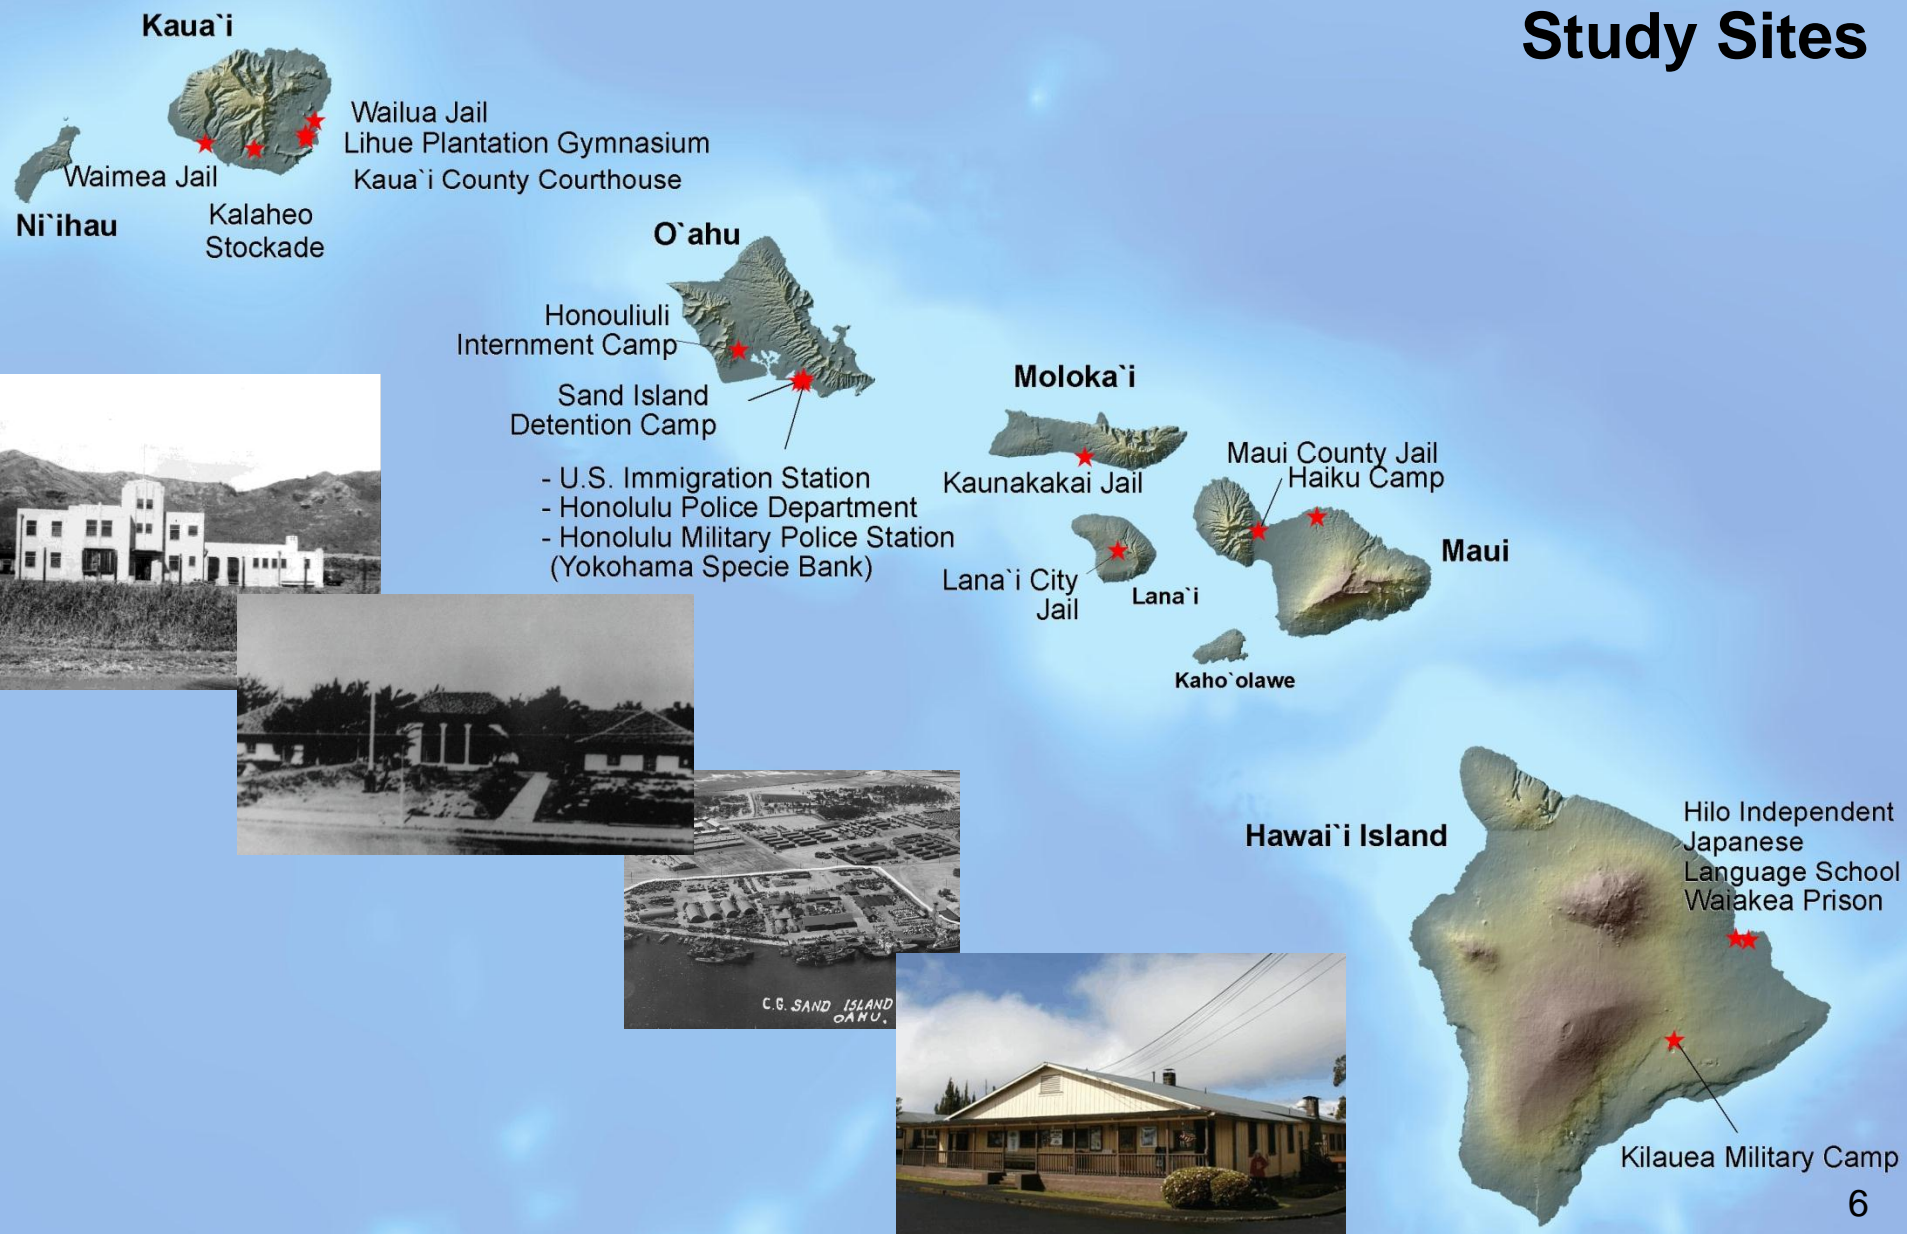 Study Sites
Kaua`i
Wailua Jail
Lihue Plantation Gymnasium
Kaua`i County Courthouse
Waimea Jail
Ni`ihau
Kalaheo
Stockade
O`ahu
Honouliuli
Internment Camp
Sand Island
Detention Camp
- U.S. Immigration Station
- Honolulu Police Department
- Honolulu Military Police Station
(Yokohama Specie Bank)
Moloka`i
Kaunakakai Jail
Maui County Jail
Haiku Camp
Maui
Lana`i City
Jail
Lana`i
Kaho`olawe
Hawai`i Island
Hilo Independent
Japanese
Language School
Waiakea Prison
Kilauea Military Camp
C.G. SAND ISLAND
OAHU.
6